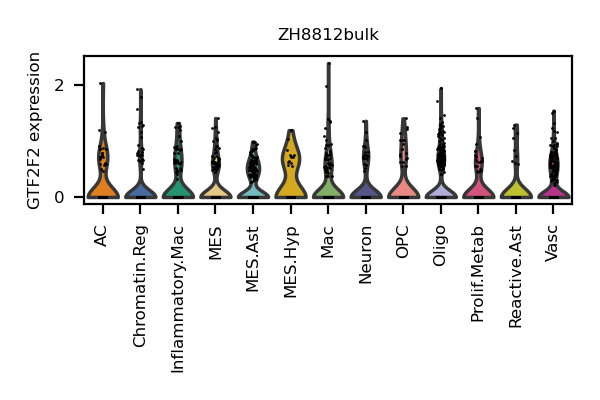 ZH8812bulk
GTF2F2 expression
2
0
AC
Chromatin.Reg
Inflammatory.Mac
MES
MES.Ast
MES.Hyp
Mac
Neuron
OPC
Oligo
Prolif.Metab
Reactive.Ast
Vasc